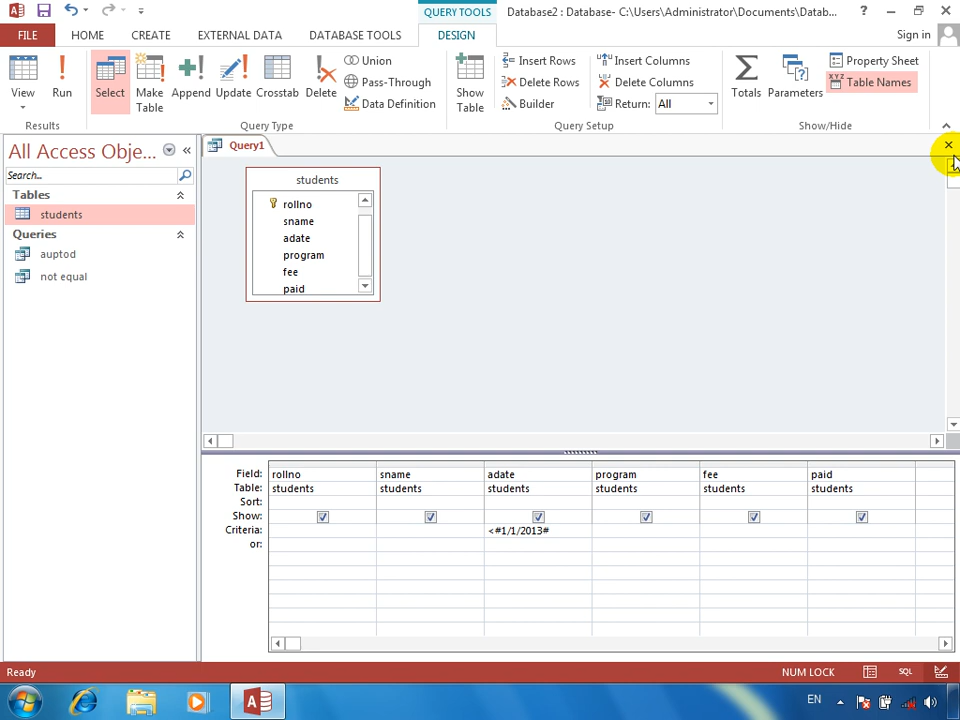 QUERY TOOLS
Database2 : Database- C:\Users\Administrator\Documents\Datab...
?
FILE
HOME
CREATE
EXTERNAL DATA
DATABASE TOOLS
DESIGN
Sign in
View
Run
Select
Make Table
Append
Update
Crosstab
Delete
Union
Pass-Through
Data Definition
Show Table
Insert Rows
Delete Rows
Builder
Insert Columns
Delete Columns
Return: All
Totals
Parameters
Property Sheet
XYZ Table Names
Results
Query Type
Query Setup
Show/Hide
All Access Obje...
Search...
Tables
students
Queries
auptod
not equal
Query1
students
rollno
sname
adate
program
fee
paid
Field: rollno sname adate program fee paid
Table: students students students students students students
Sort:
Show:
Criteria: <#1/1/2013#
or:
Ready
NUM LOCK
SQL
EN